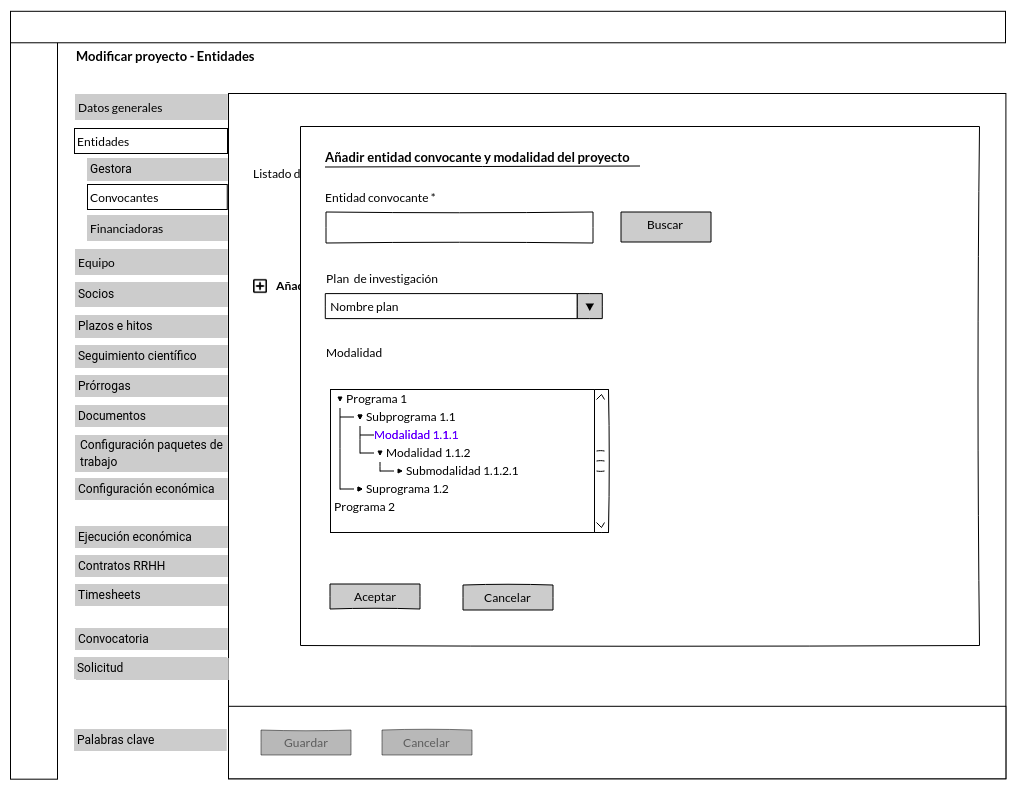 Modificar proyecto - Entidades
Datos generales
Entidades
Gestora
Convocantes
Financiadoras
Equipo
Socios
Plazos e hitos
Seguimiento científico
Prórrogas
Documentos
Configuración paquetes de
trabajo
Configuración económica
Ejecución económica
Contratos RRHH
Timesheets
Convocatoria
Solicitud
Palabras clave
Listado d
Añad
Añadir entidad convocante y modalidad del proyecto
Entidad convocante *
Buscar
Plan de investigación
Nombre plan
Modalidad
Programa 1
Subprograma 1.1
Modalidad 1.1.1
Modalidad 1.1.2
Submodalidad 1.1.2.1
Suprograma 1.2
Programa 2
Aceptar
Cancelar
Guardar
Cancelar